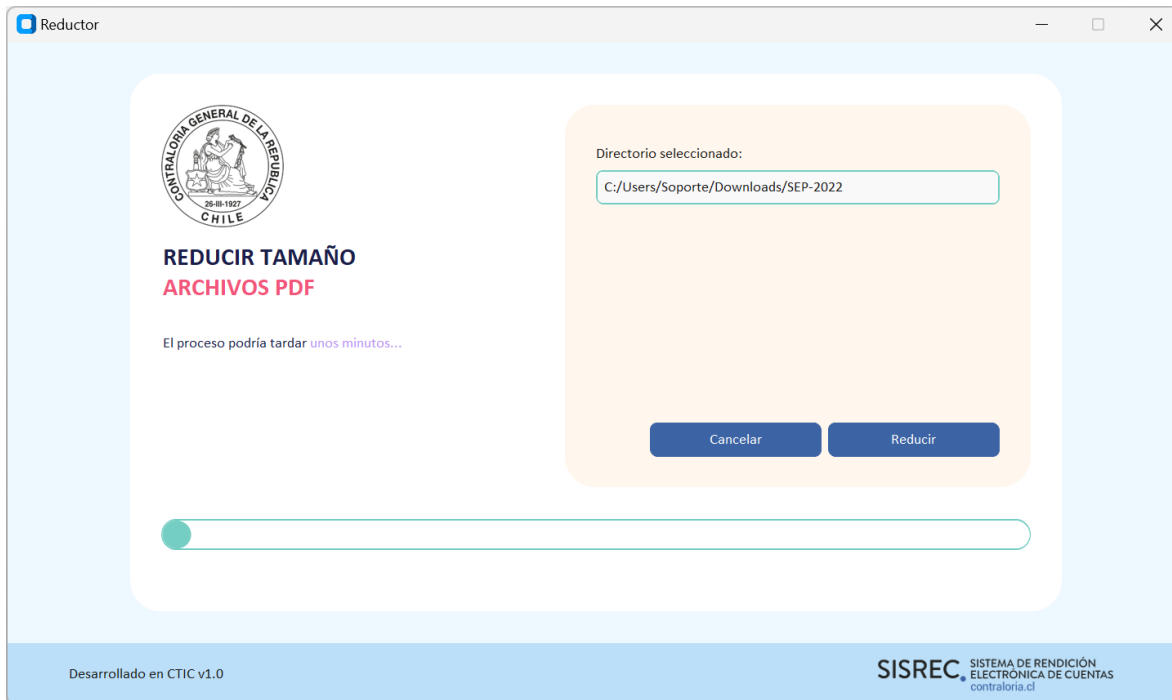 Reductor
CONTRALORIA GENERAL DE LA REPUBLICA
26-III-1927
CHILE
REDUCIR TAMAÑO
ARCHIVOS PDF
El proceso podría tardar unos minutos...
Directorio seleccionado:
C:/Users/Soporte/Downloads/SEP-2022
Cancelar
Reducir
Desarrollado en CTIC v1.0
SISREC. SISTEMA DE RENDICIÓN
ELECTRÓNICA DE CUENTAS
contraloria.cl